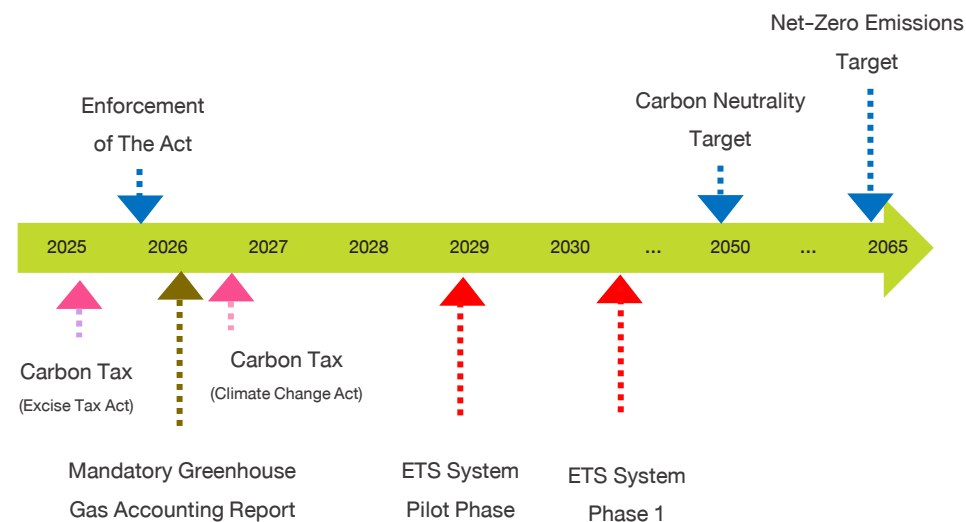 Net-Zero Emissions
Target
Enforcement
of The Act
Carbon Neutrality
Target
2025 2026 2027 2028 2029 2030 ... 2050 ... 2065
Carbon Tax
(Excise Tax Act)
Carbon Tax
(Climate Change Act)
Mandatory Greenhouse
Gas Accounting Report
ETS System
Pilot Phase
ETS System
Phase 1